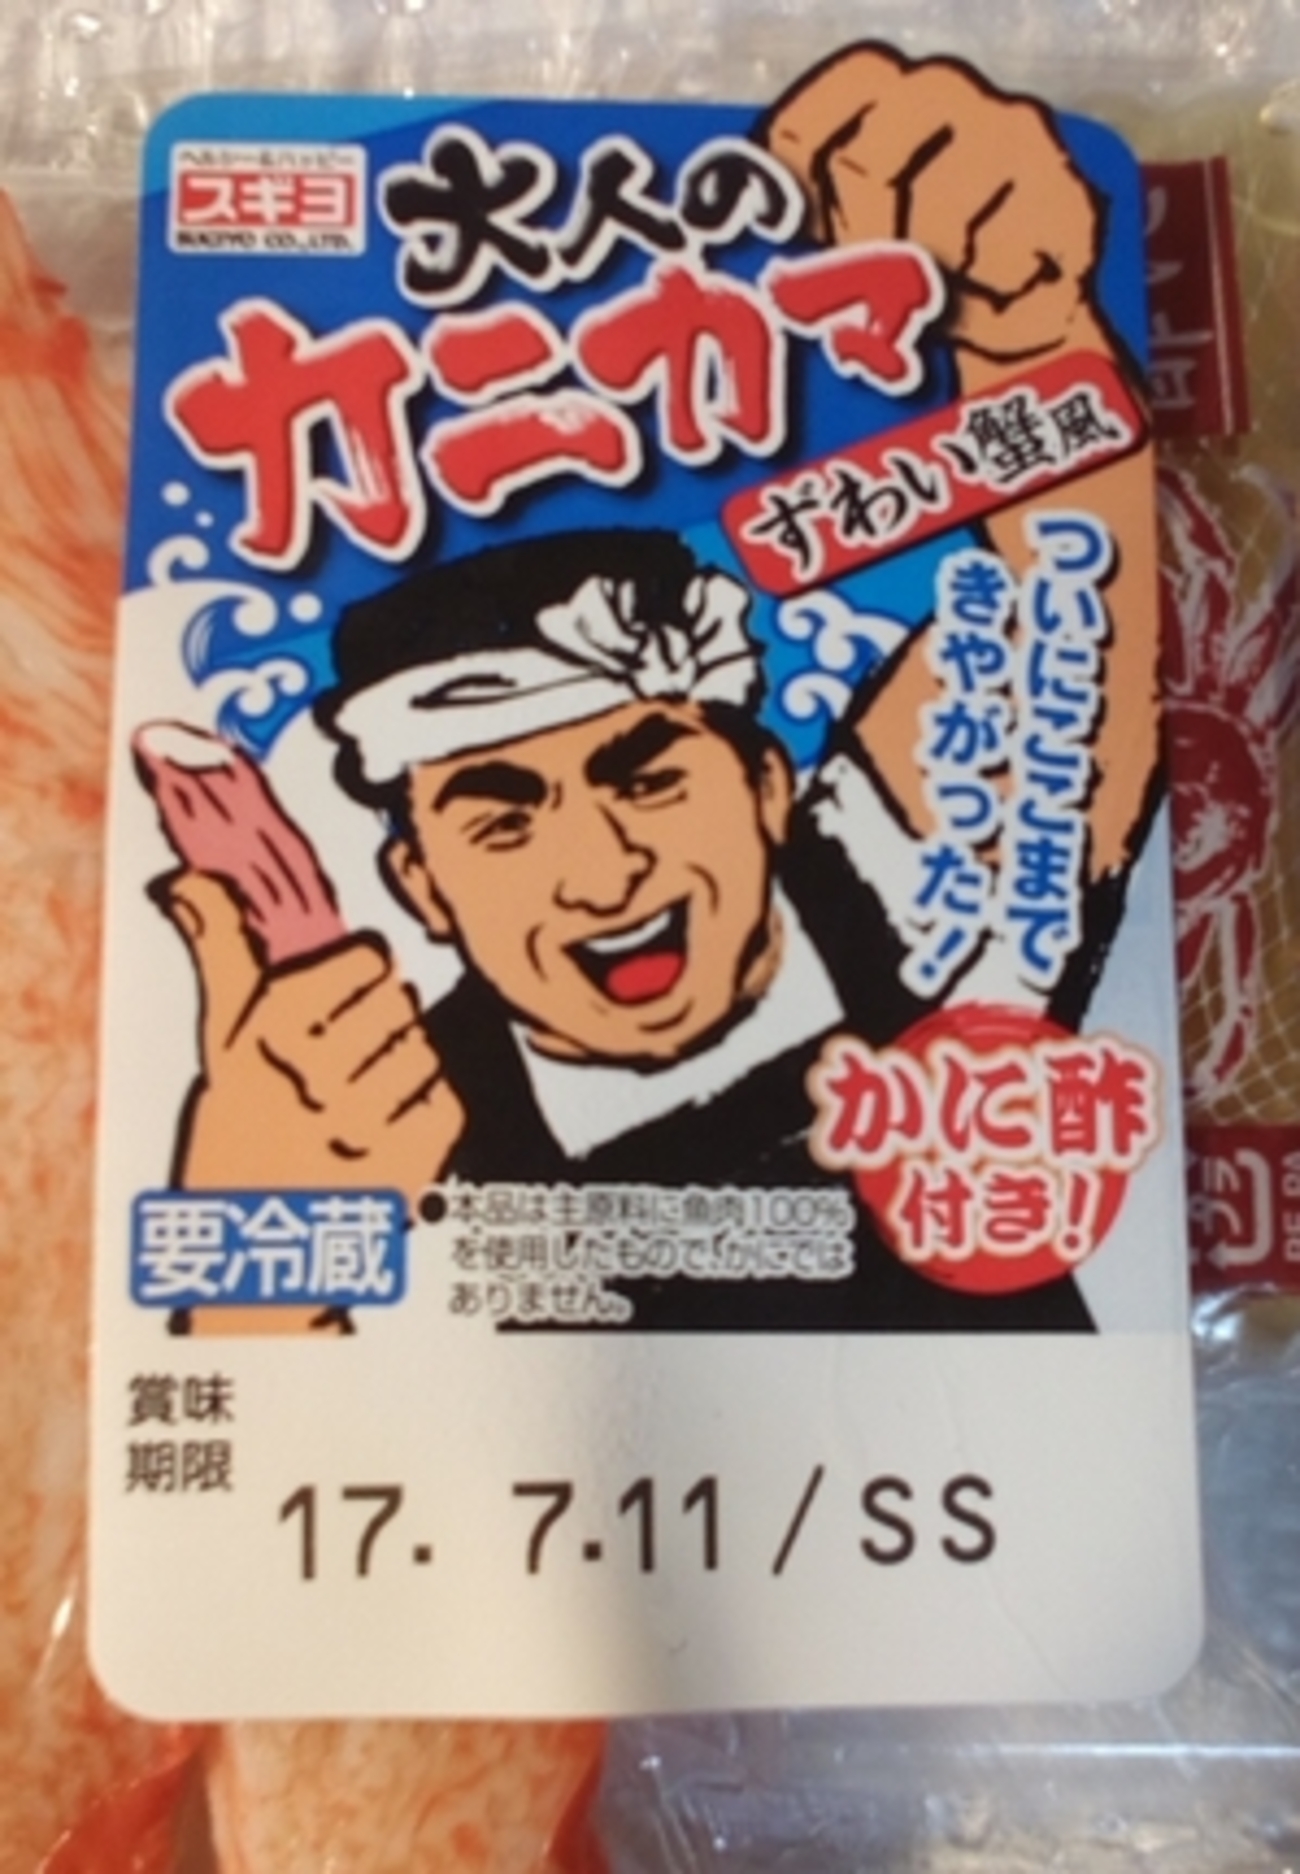 ヘルシー&ハッピー
スギヨ
SUGIYO CO.,LTD.
大人の
カニカマ
ずわい蟹風
ついにここまで
きやがった!
かに酢
付き!
要冷蔵
●本品は主原料に魚肉100%
を使用したもので、かにでは
ありません。
賞味
期限
17. 7.11/SS